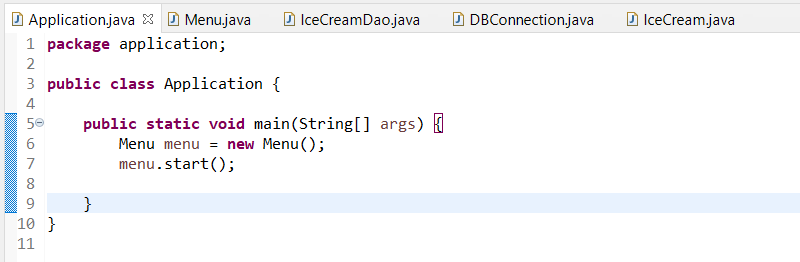 Application.java Menu.java IceCreamDao.java DBConnection.java IceCream.java
1 package application;
2
3 public class Application {
4
5 public static void main(String[] args) {
6 Menu menu = new Menu();
7 menu.start();
8
9 }
10 }
11